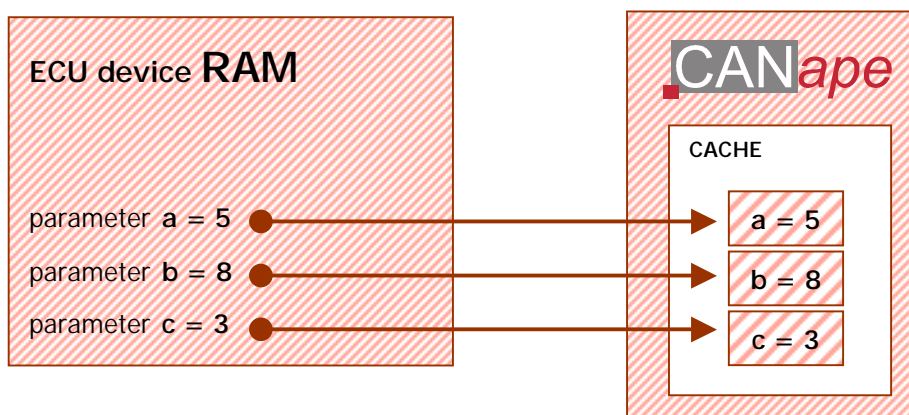 ECU device RAM
parameter a = 5
parameter b = 8
parameter c = 3
CANape
CACHE
a = 5
b = 8
c = 3